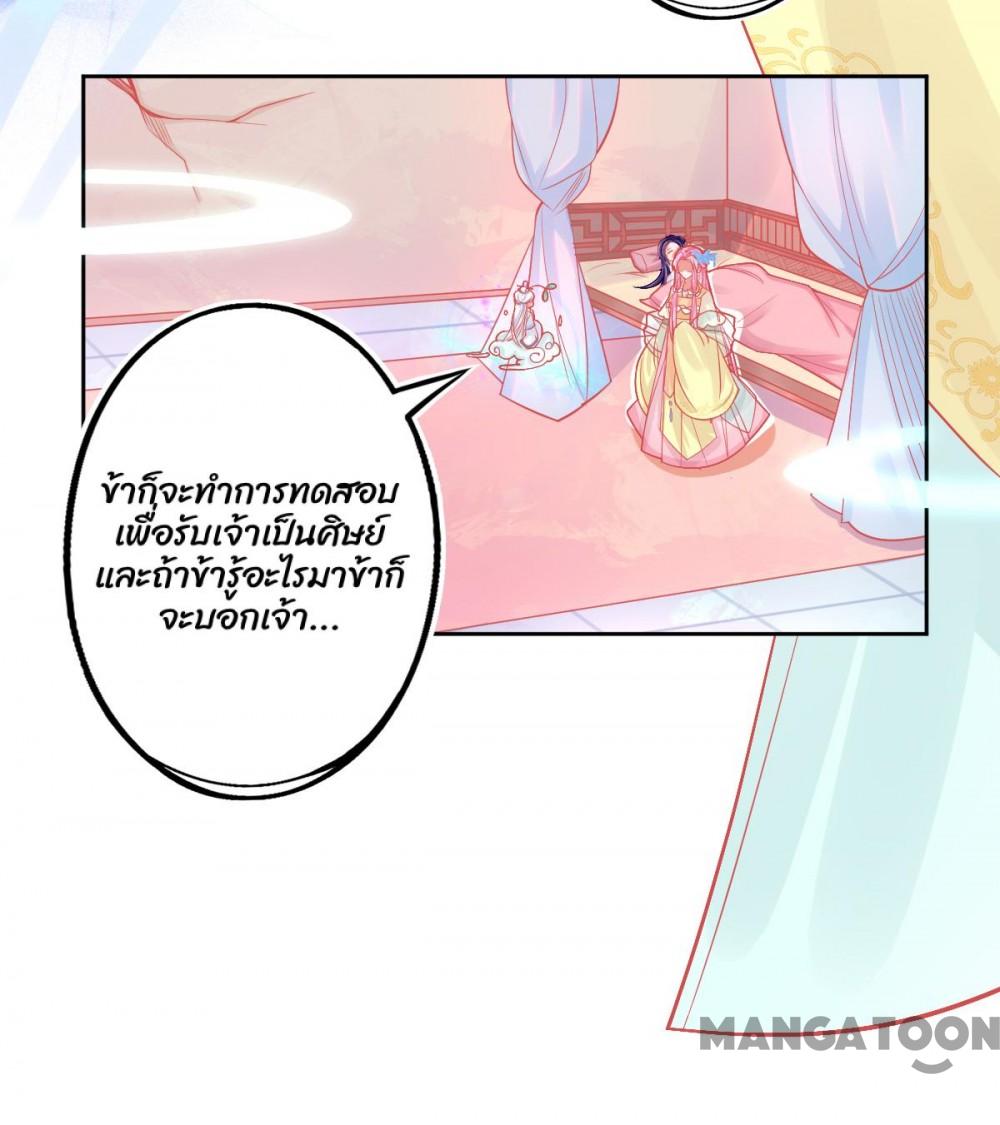 ข้าก็จะทำการทดสอบ
เพื่อรับเจ้าเป็นศิษย์
และถ้าข้ารู้อะไรมาข้าก็
จะบอกเจ้า...
MANGATOON